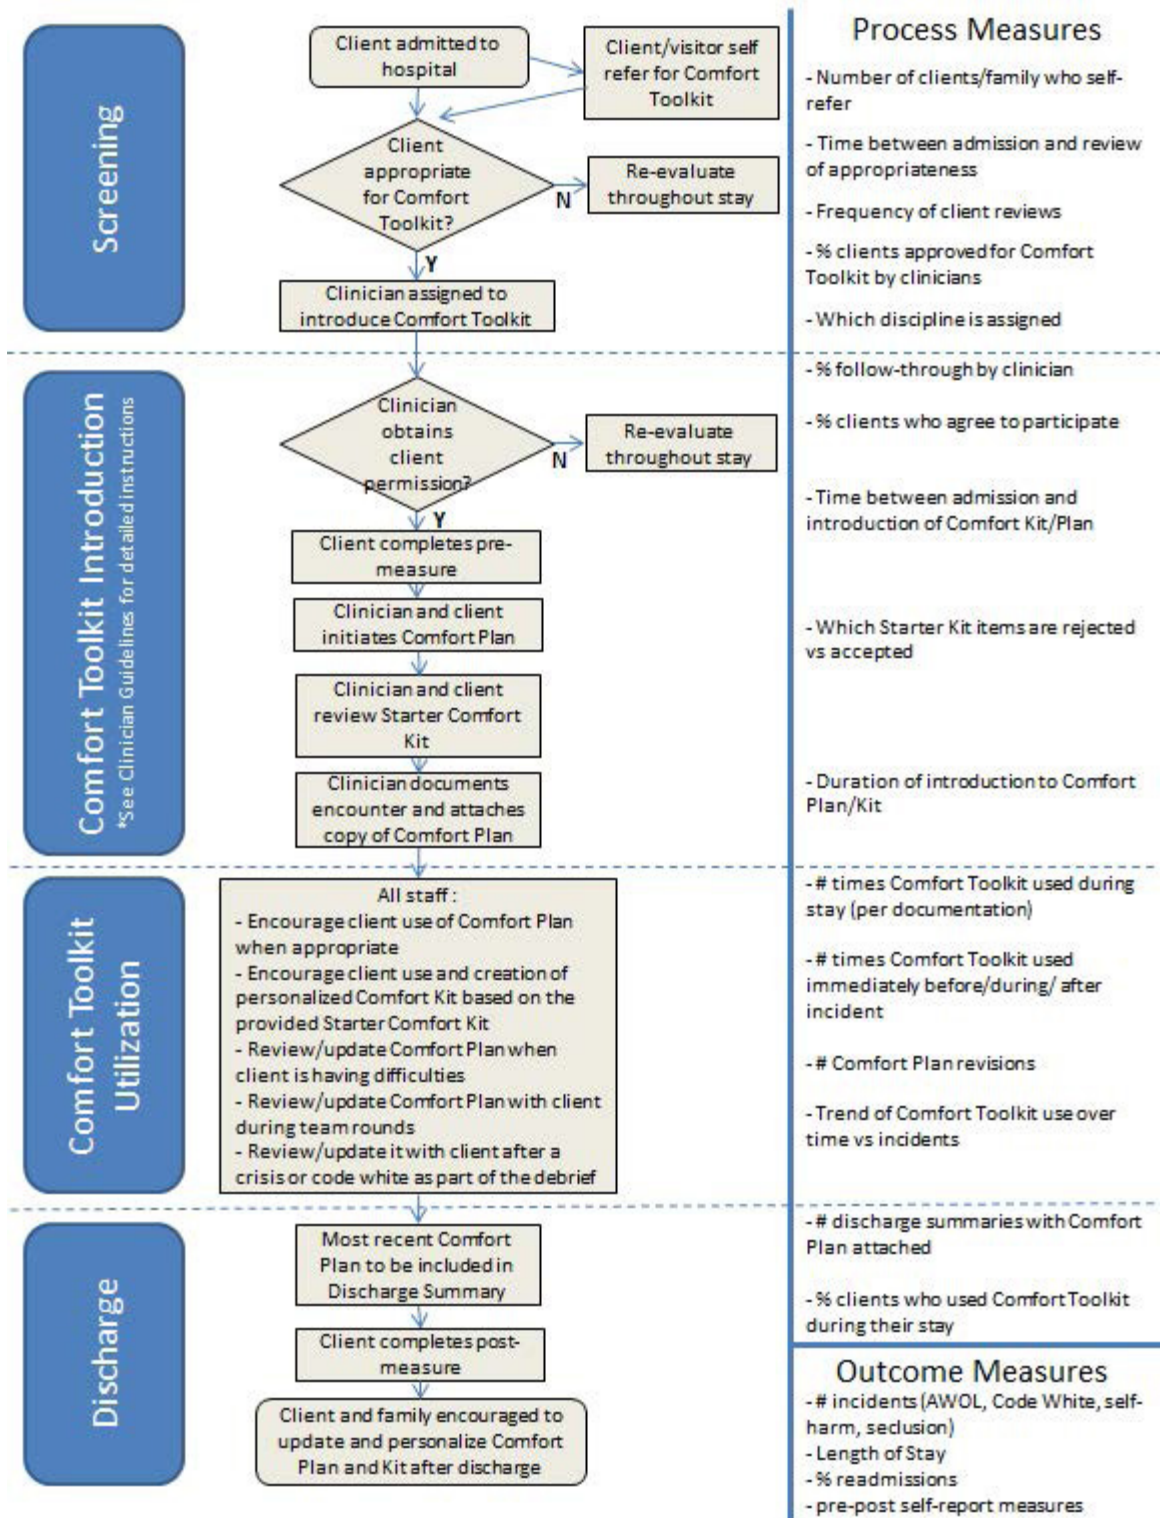 Screening
Client admitted to
hospital
Client/visitor self
refer for Comfort
Toolkit
Client
appropriate
for Comfort
Toolkit?
N
Re-evaluate
throughout stay
Y
Clinician assigned to
introduce Comfort Toolkit
Process Measures
- Number of clients/family who self-
refer
- Time between admission and review
of appropriateness
- Frequency of client reviews
- % clients approved for Comfort
Toolkit by clinicians
- Which discipline is assigned
Comfort Toolkit Introduction
*See Clinician Guidelines for detailed instructions
Clinician
obtains
client
permission?
N
Re-evaluate
throughout stay
Y
Client completes pre-
measure
Clinician and client
initiates Comfort Plan
Clinician and client
review Starter Comfort
Kit
Clinician documents
encounter and attaches
copy of Comfort Plan
- % follow-through by clinician
- % clients who agree to participate
- Time between admission and
introduction of Comfort Kit/Plan
- Which Starter Kit items are rejected
vs accepted
- Duration of introduction to Comfort
Plan/Kit
Comfort Toolkit
Utilization
All staff :
- Encourage client use of Comfort Plan
when appropriate
- Encourage client use and creation of
personalized Comfort Kit based on the
provided Starter Comfort Kit
- Review/update Comfort Plan when
client is having difficulties
- Review/update Comfort Plan with client
during team rounds
- Review/update it with client after a
crisis or code white as part of the debrief
- # times Comfort Toolkit used during
stay (per documentation)
- # times Comfort Toolkit used
immediately before/during/ after
incident
- # Comfort Plan revisions
- Trend of Comfort Toolkit use over
time vs incidents
Discharge
Most recent Comfort
Plan to be included in
Discharge Summary
Client completes post-
measure
Client and family encouraged to
update and personalize Comfort
Plan and Kit after discharge
- # discharge summaries with Comfort
Plan attached
- % clients who used Comfort Toolkit
during their stay
Outcome Measures
- # incidents (AWOL, Code White, self-
harm, seclusion)
- Length of Stay
- % readmissions
- pre-post self-report measures